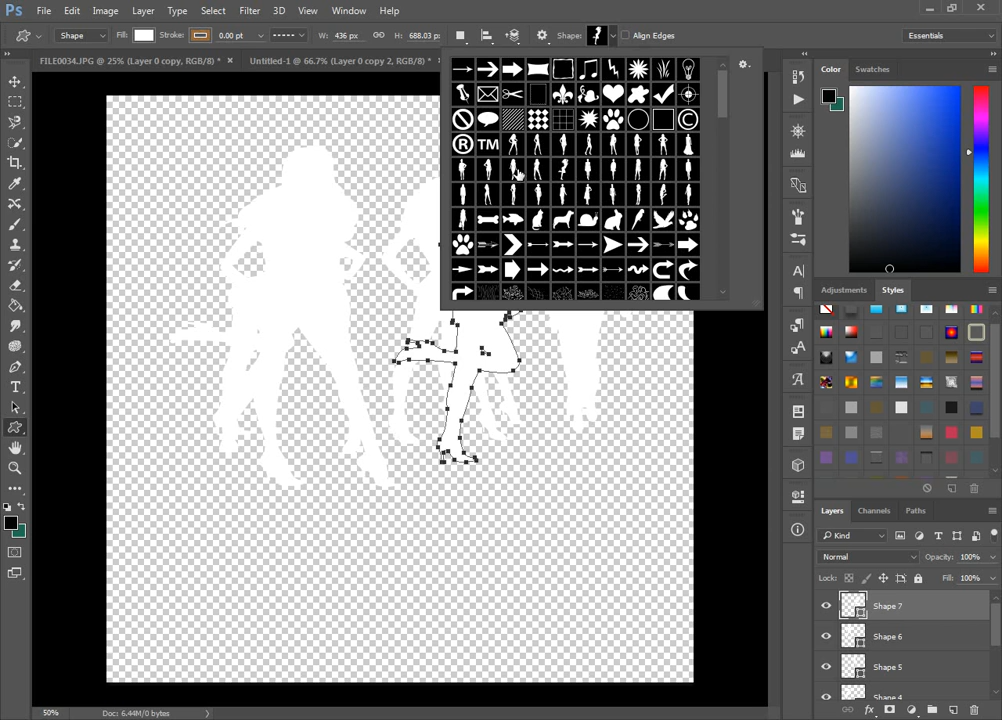 Ps File Edit Image Layer Type Select Filter 3D View Window Help
Shape Fill: Stroke: 0.00 pt W: 436 px H: 688.03 p Shape: Align Edges Essentials
FILE0034.JPG @ 25% (Layer 0 copy, RGB/8) * × Untitled-1 @ 66.7% (Layer 0 copy 2, RGB/8) *
Color Swatches
® TM ©
Adjustments Styles
Layers Channels Paths
Kind
Normal Opacity: 100%
Lock: Fill: 100%
Shape 7
Shape 6
Shape 5
Shape 4
fx
50% Doc: 6.44M/0 bytes